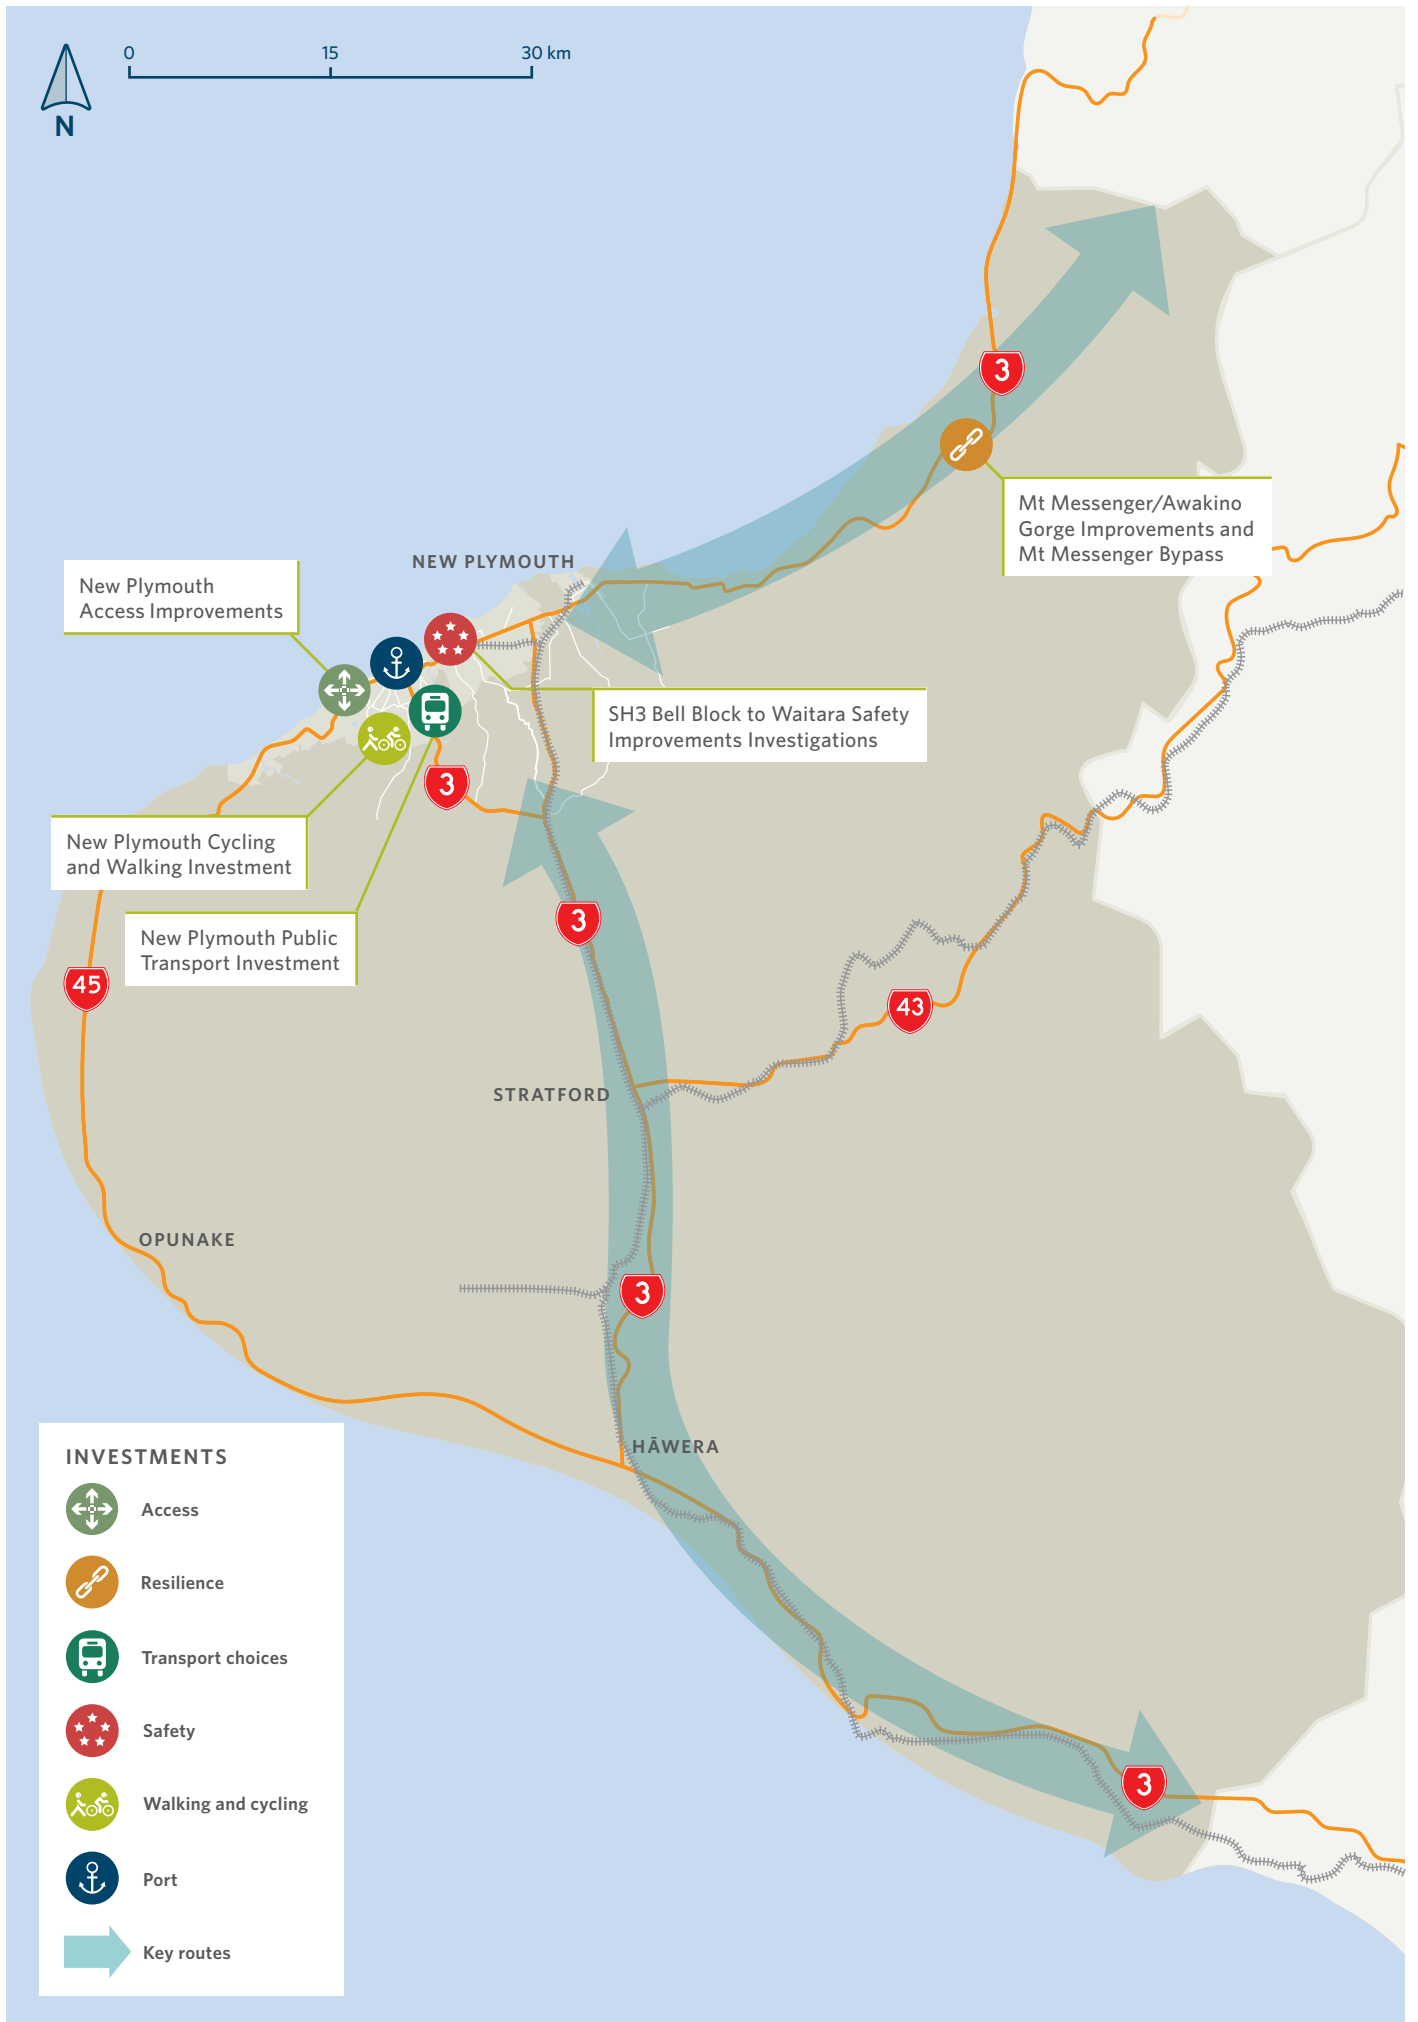 0 15 30 km
N
3
Mt Messenger/Awakino
Gorge Improvements and
Mt Messenger Bypass
NEW PLYMOUTH
New Plymouth
Access Improvements
SH3 Bell Block to Waitara Safety
Improvements Investigations
3
New Plymouth Cycling
and Walking Investment
3
New Plymouth Public
Transport Investment
45
43
STRATFORD
OPUNAKE
3
HĀWERA
3
INVESTMENTS
Access
Resilience
Transport choices
Safety
Walking and cycling
Port
Key routes